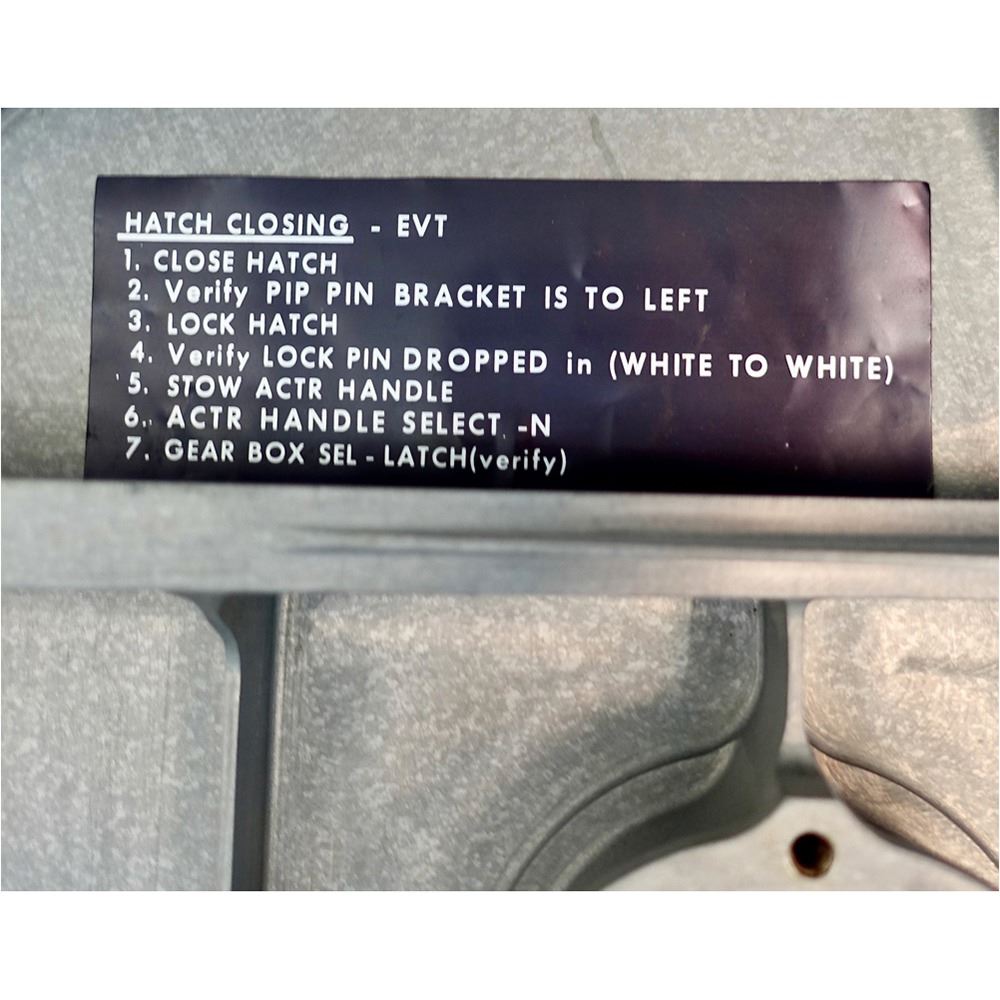 HATCH CLOSING - EVT
1. CLOSE HATCH
2. Verify PIP PIN BRACKET IS TO LEFT
3. LOCK HATCH
4. Verify LOCK PIN DROPPED in (WHITE TO WHITE)
5. STOW ACTR HANDLE
6. ACTR HANDLE SELECT -N
7. GEAR BOX SEL - LATCH(verify)